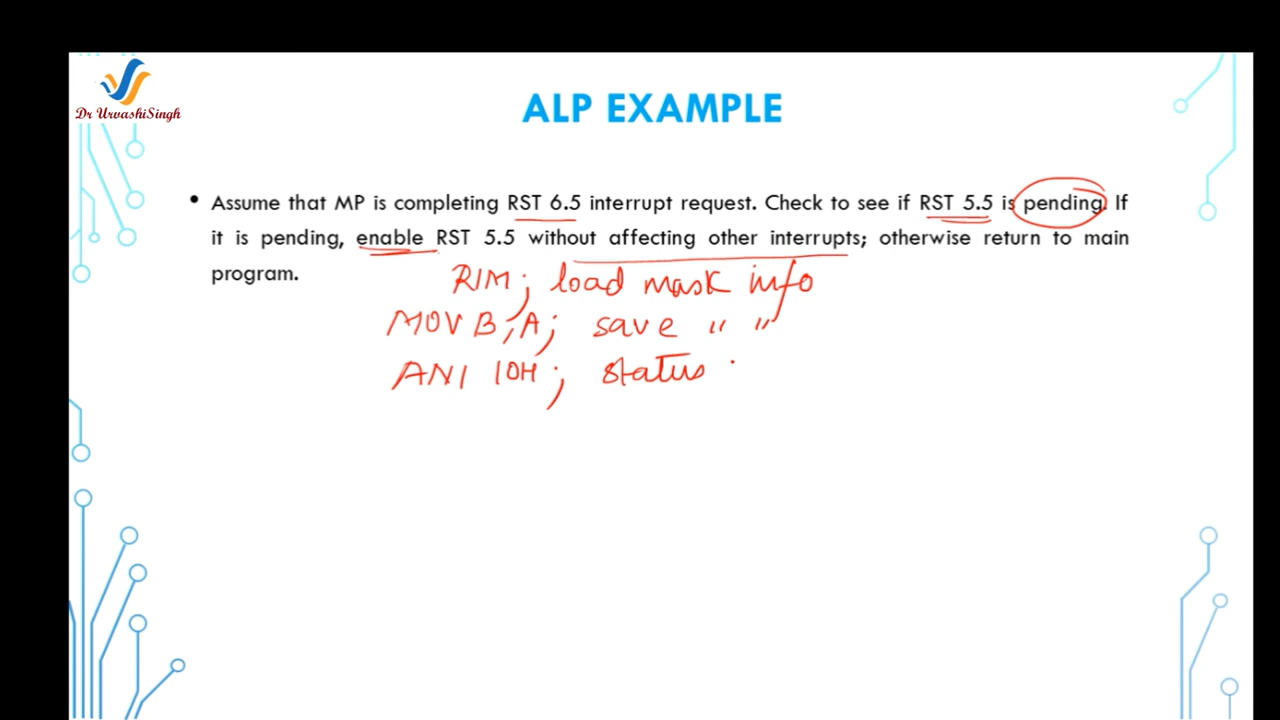 Dr UrvashiSingh
ALP EXAMPLE
• Assume that MP is completing RST 6.5 interrupt request. Check to see if RST 5.5 is pending. If
it is pending, enable RST 5.5 without affecting other interrupts; otherwise return to main
program.
RIM; load mask info
MOV B, A; save " "
ANI 10H; status